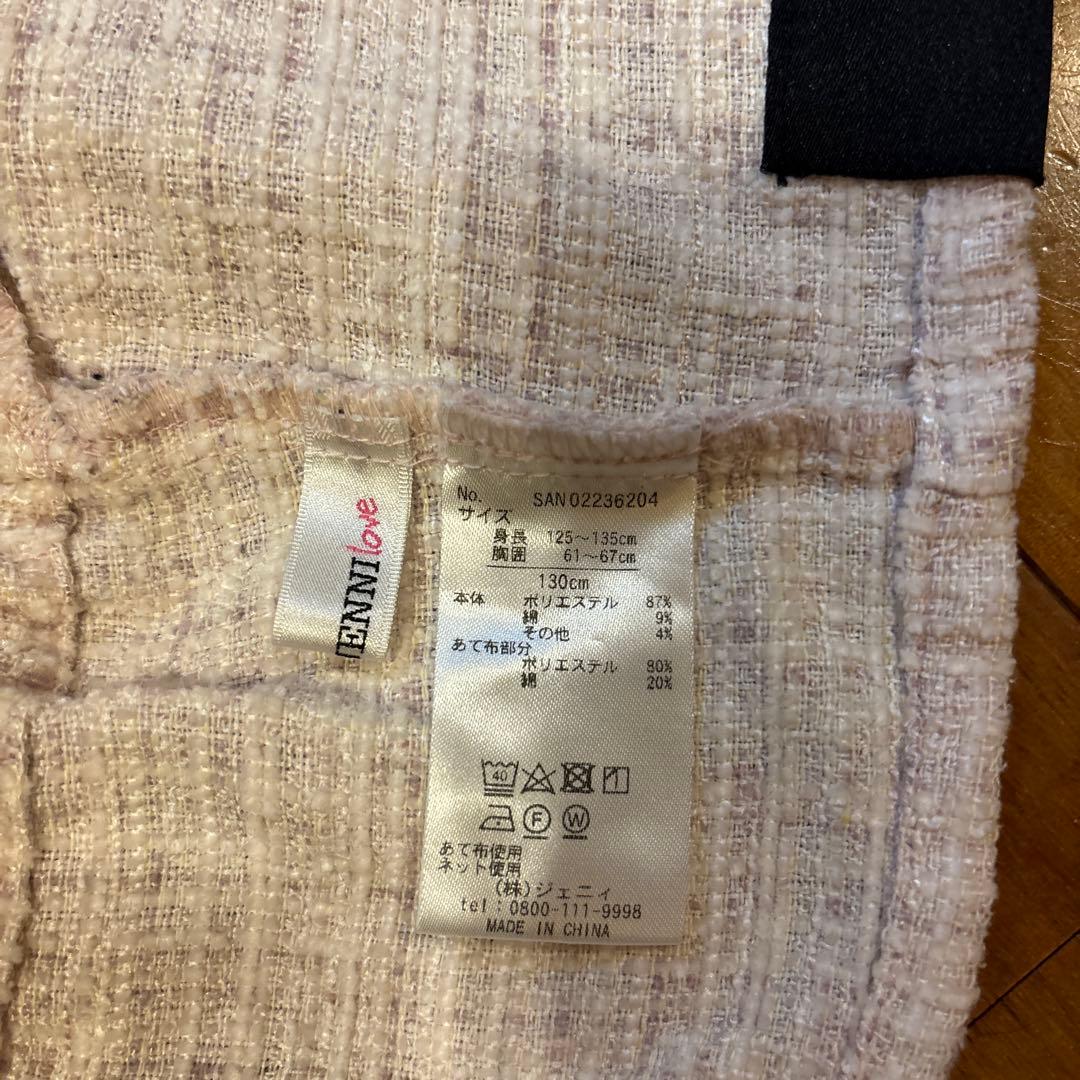 ENNI love
No. SAN02236204
サイズ
身長 125～135cm
胸囲 61～67cm
130cm
本体 ポリエステル 87%
綿 9%
その他 4%
あて布部分
ポリエステル 80%
綿 20%
40 1
F W
あて布使用
ネット使用
(株)ジェニィ
tel：0800-111-9998
MADE IN CHINA